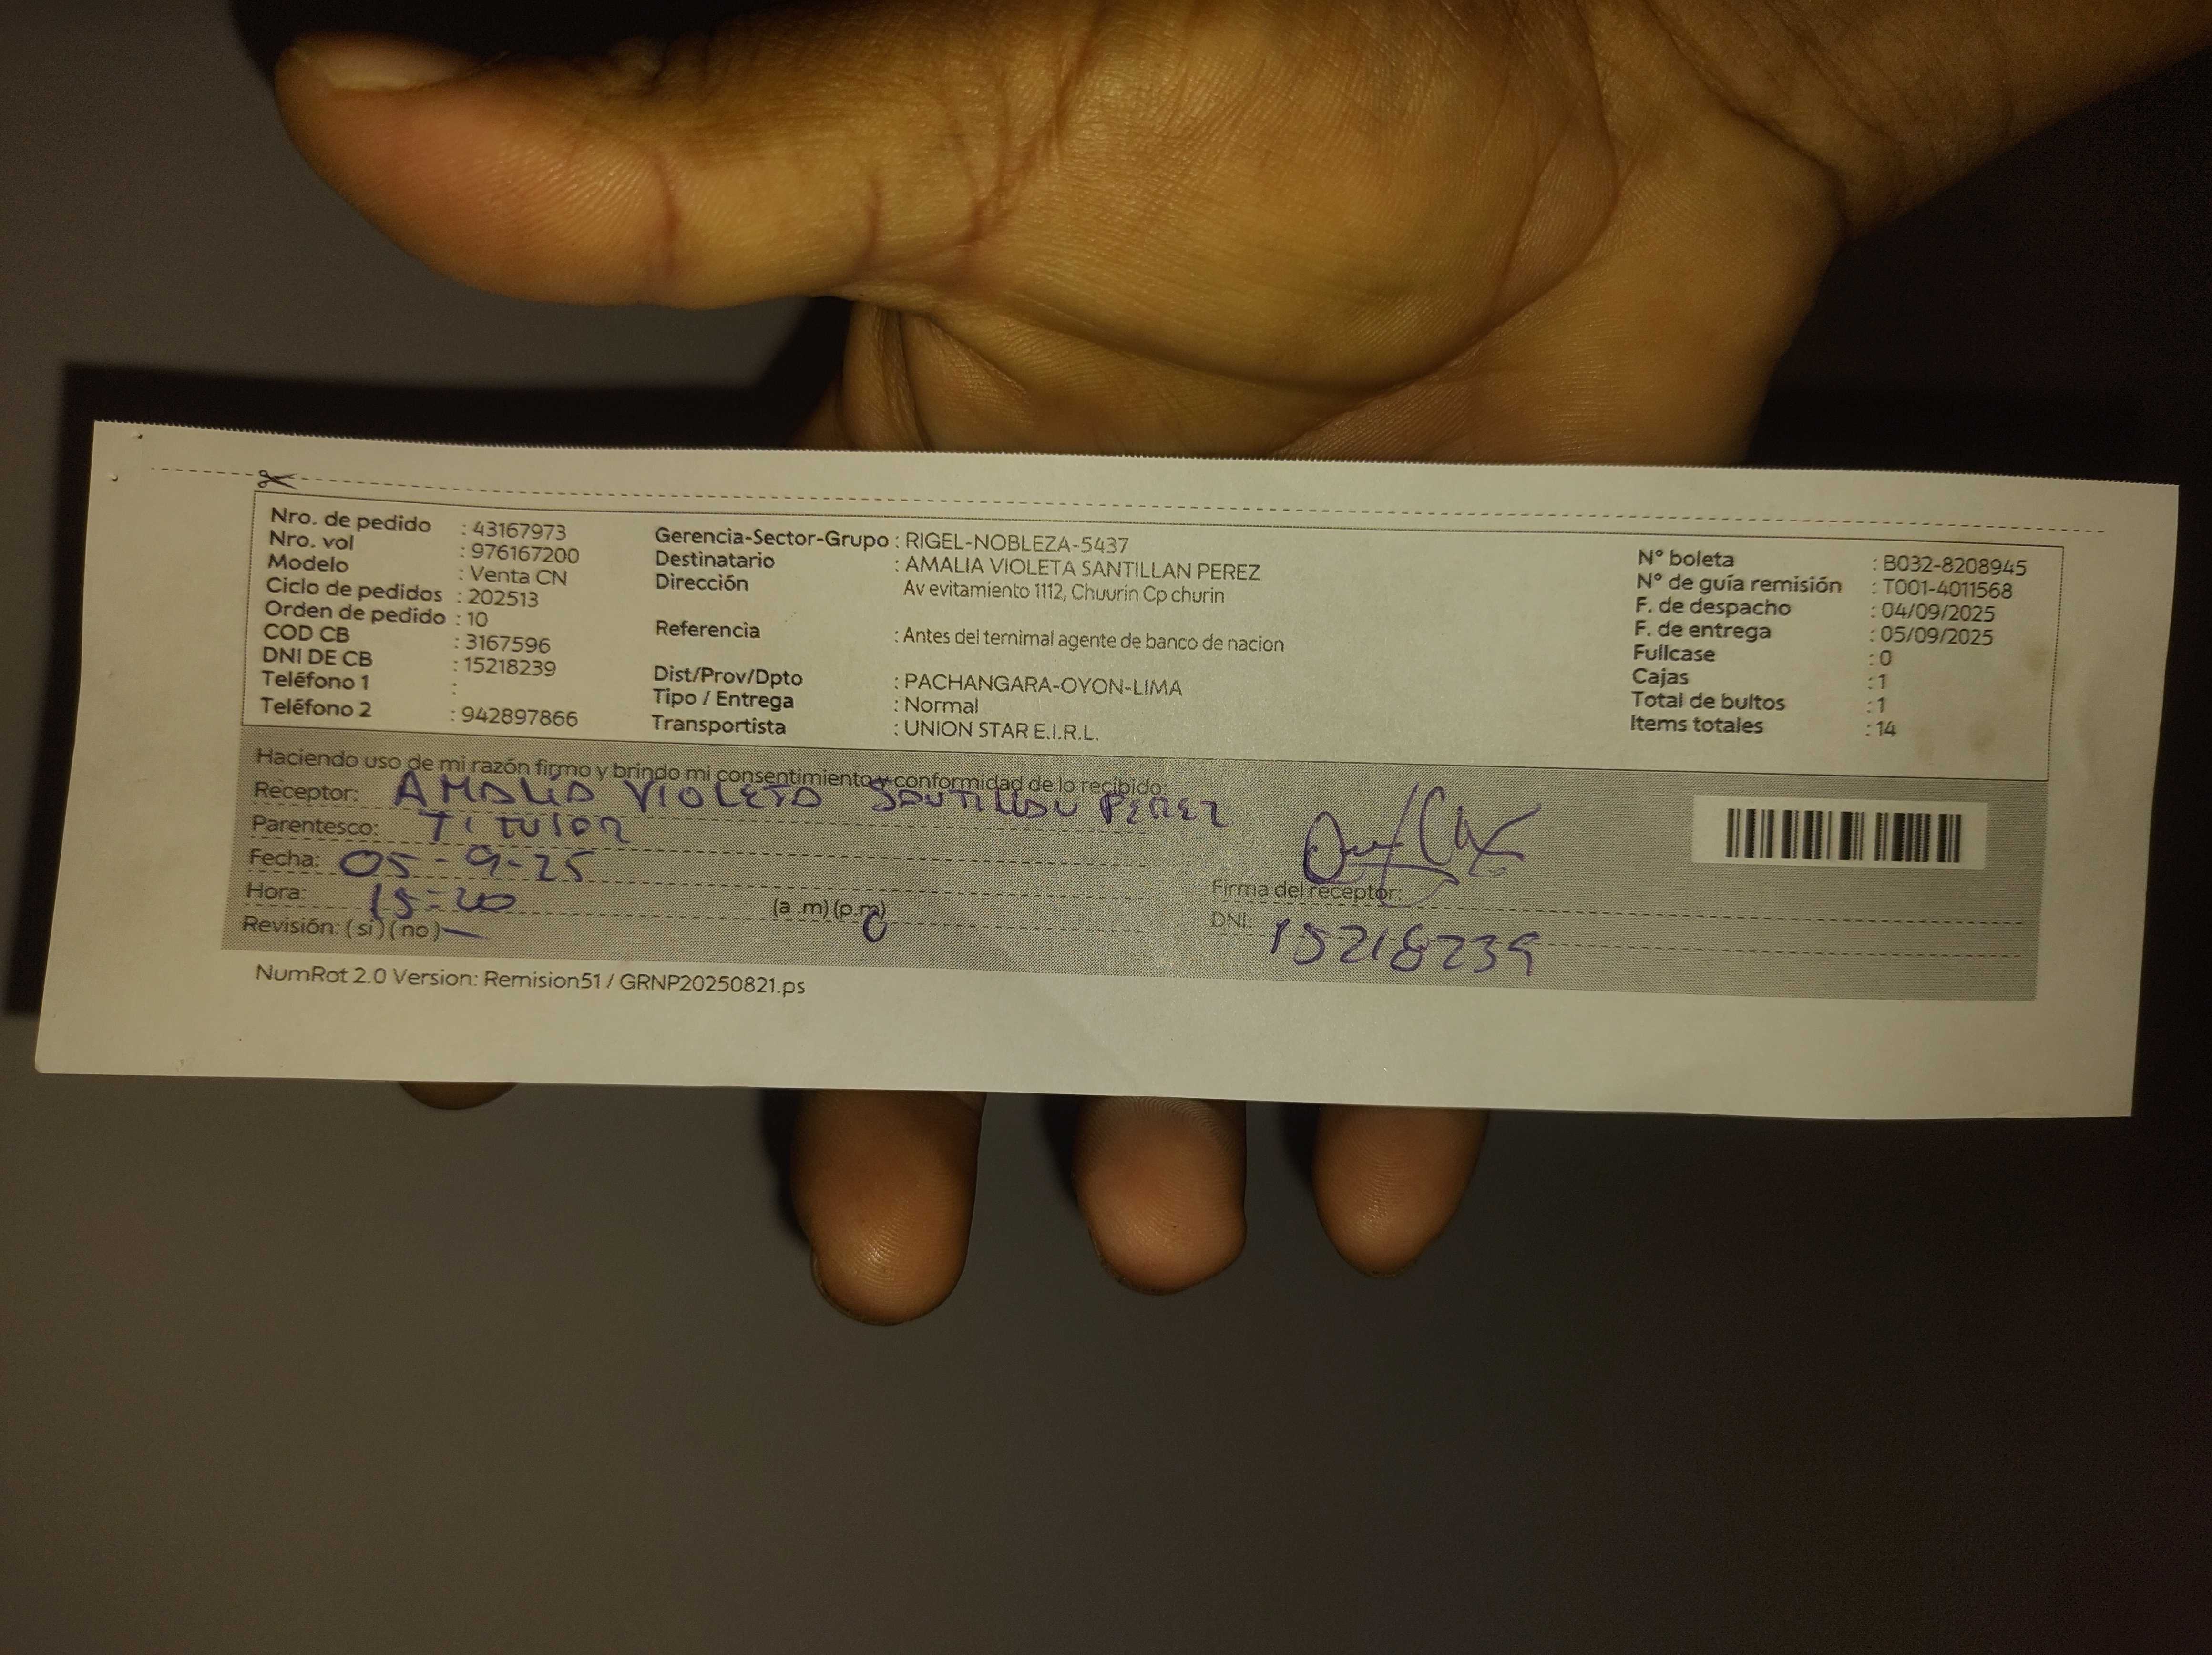 Nro. de pedido : 43167973
Nro. vol : 976167200
Modelo : Venta CN
Ciclo de pedidos : 202513
Orden de pedido : 10
COD CB : 3167596
DNI DE CB : 15218239
Teléfono 1 :
Teléfono 2 : 942897866
Gerencia-Sector-Grupo : RIGEL-NOBLEZA-5437
Destinatario : AMALIA VIOLETA SANTILLAN PEREZ
Dirección Av evitamiento 1112, Chuurin Cp churin
Referencia : Antes del ternimal agente de banco de nacion
Dist/Prov/Dpto : PACHANGARA-OYON-LIMA
Tipo / Entrega : Normal
Transportista : UNION STAR E.I.R.L.
N° boleta : B032-8208945
N° de guía remisión : T001-4011568
F. de despacho : 04/09/2025
F. de entrega : 05/09/2025
Fullcase : 0
Cajas : 1
Total de bultos : 1
Items totales : 14
Haciendo uso de mi razón firmo y brindo mi consentimiento y conformidad de lo recibido:
Receptor: AMALIA VIOLETA SANTILLAN PEREZ
Parentesco: TITULAR
Fecha: 05-9-25
Hora: 15-20 (a .m) (p.m)
Revisión: ( si ) ( no )
Firma del receptor:
DNI: 15218239
NumRot 2.0 Version: Remision51 / GRNP20250821.ps